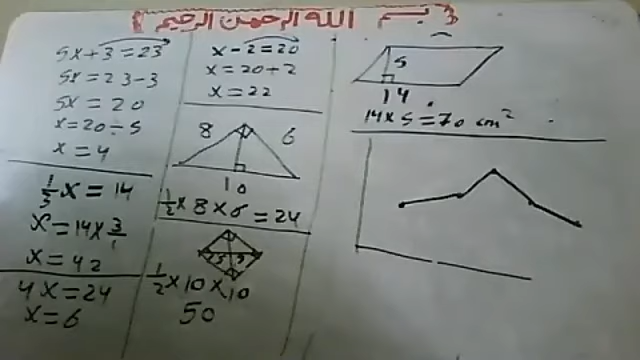 بسم الله الرحمن الرحيم
5x+3=23
5x=23-3
5x=20
x=20÷5
x=4
1/3 x=14
x=14×3/1
x=42
4x=24
x=6
x-2=20
x=20+2
x=22
8 6
10
1/2×8×6=24
5 5
1/2×10×10
50
5
14
14×5=70 cm²